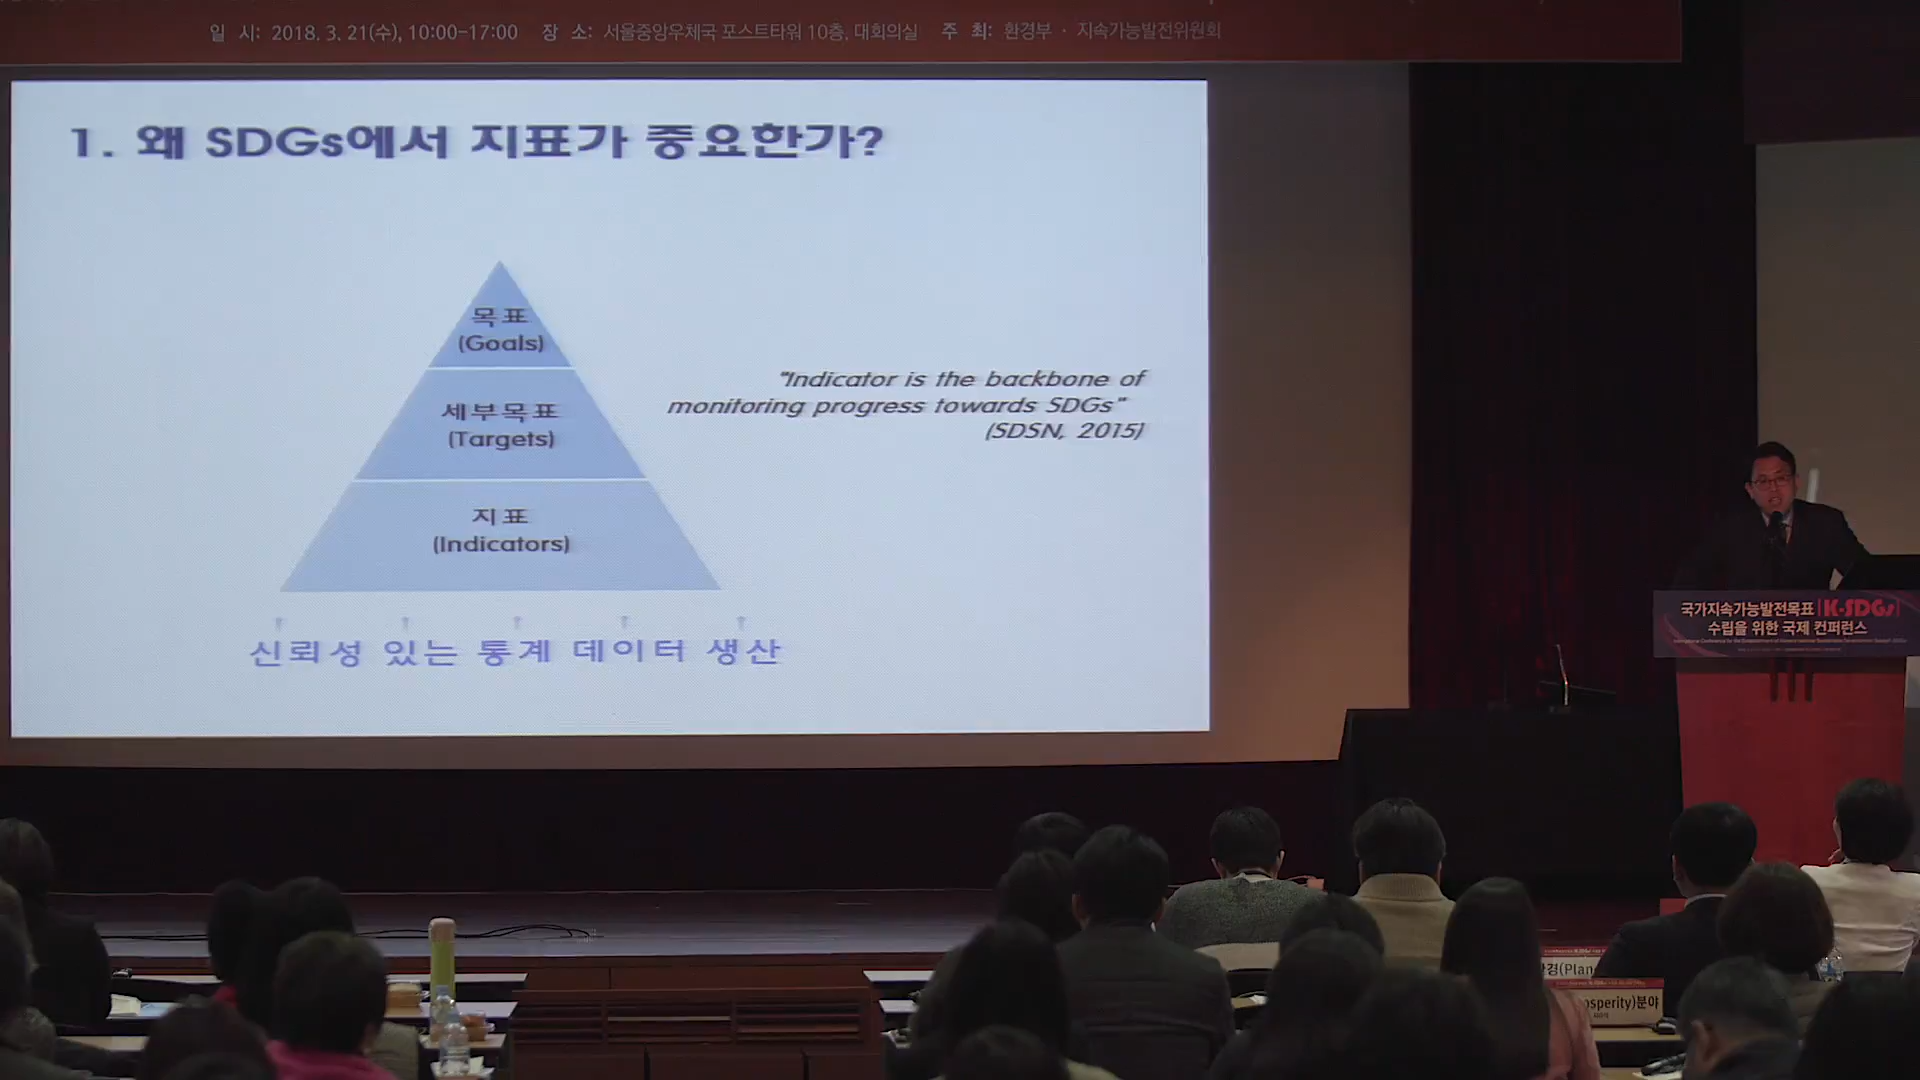 일 시: 2018. 3. 21(수), 10:00-17:00 장 소: 서울중앙우체국 포스트타워 10층, 대회의실 주 최: 환경부 · 지속가능발전위원회
1. 왜 SDGs에서 지표가 중요한가?
목표
(Goals)
세부목표
(Targets)
지표
(Indicators)
"Indicator is the backbone of
monitoring progress towards SDGs"
(SDSN, 2015)
신뢰성 있는 통계 데이터 생산
국가지속가능발전목표 K-SDGs
수립을 위한 국제 컨퍼런스
(Plan
osperity)분야